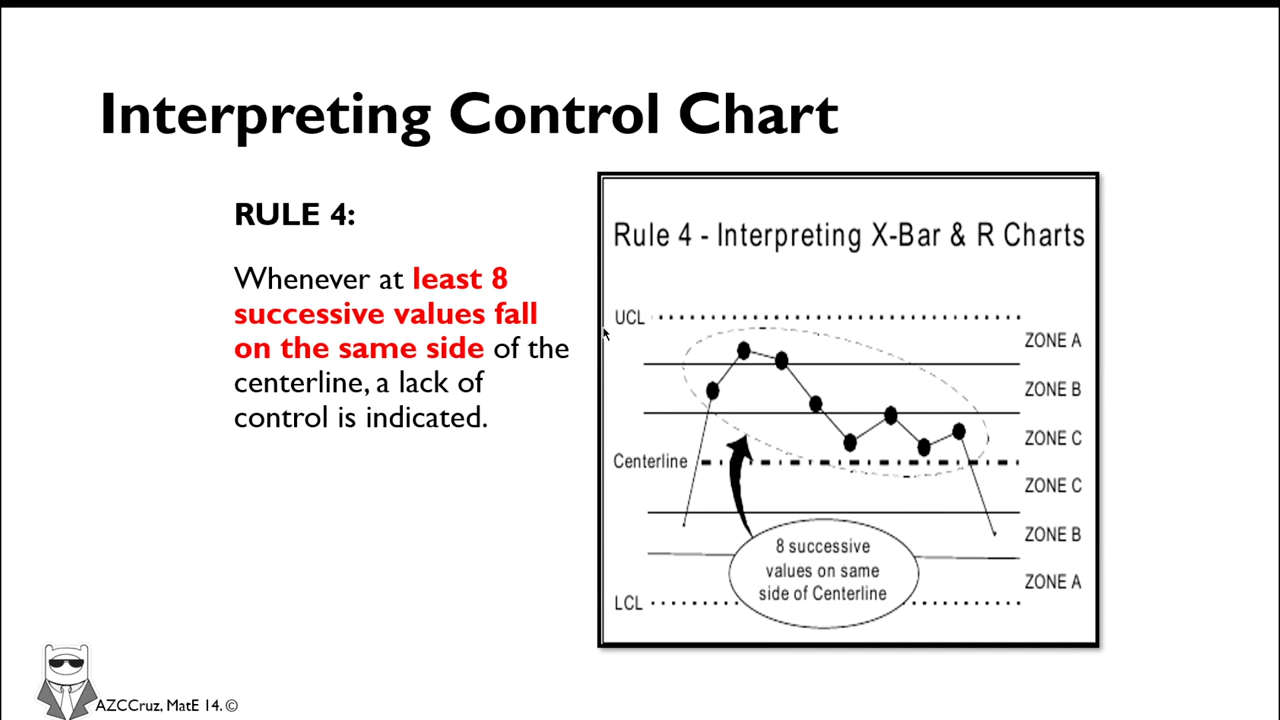 Interpreting Control Chart
RULE 4:
Whenever at least 8
successive values fall
on the same side of the
centerline, a lack of
control is indicated.
Rule 4 - Interpreting X-Bar & R Charts
UCL
ZONE A
ZONE B
ZONE C
Centerline
ZONE C
ZONE B
ZONE A
8 successive
values on same
side of Centerline
LCL
AZCCruz, MatE 14. ©